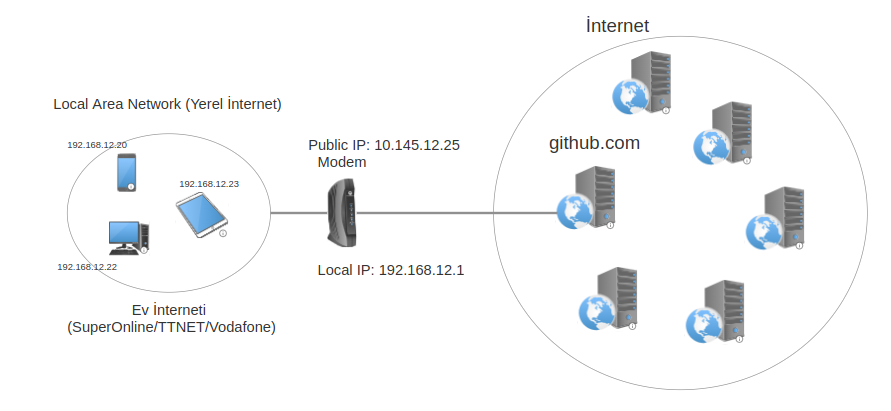 İnternet
Local Area Network (Yerel İnternet)
192.168.12.20
Public IP: 10.145.12.25
Modem
github.com
192.168.12.23
192.168.12.22
Local IP: 192.168.12.1
Ev İnterneti
(SuperOnline/TTNET/Vodafone)